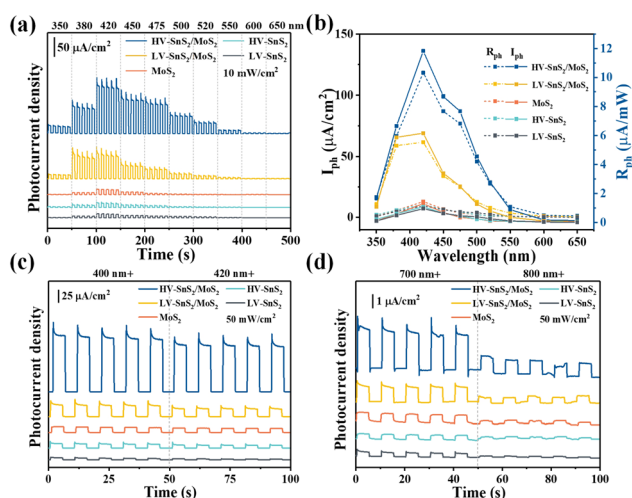 (a)
350 380 420 450 475 500 520 550 600 650 nm
50 μA/cm²
HV-SnS₂/MoS₂
HV-SnS₂
LV-SnS₂/MoS₂
LV-SnS₂
MoS₂
10 mW/cm²
Photocurrent density
0 100 200 300 400 500
Time (s)
(b)
150
100
50
0
Iph (μA/cm²)
Rph Iph
HV-SnS₂/MoS₂
LV-SnS₂/MoS₂
MoS₂
HV-SnS₂
LV-SnS₂
12
10
8
6
4
2
0
Rph (μA/mW)
350 400 450 500 550 600 650
Wavelength (nm)
(c)
400 nm+ 420 nm+
25 μA/cm²
HV-SnS₂/MoS₂
HV-SnS₂
LV-SnS₂/MoS₂
LV-SnS₂
MoS₂
50 mW/cm²
Photocurrent density
0 25 50 75 100
Time (s)
(d)
700 nm+ 800 nm+
1 μA/cm²
HV-SnS₂/MoS₂
HV-SnS₂
LV-SnS₂/MoS₂
LV-SnS₂
MoS₂
50 mW/cm²
Photocurrent density
0 20 40 60 80 100
Time (s)